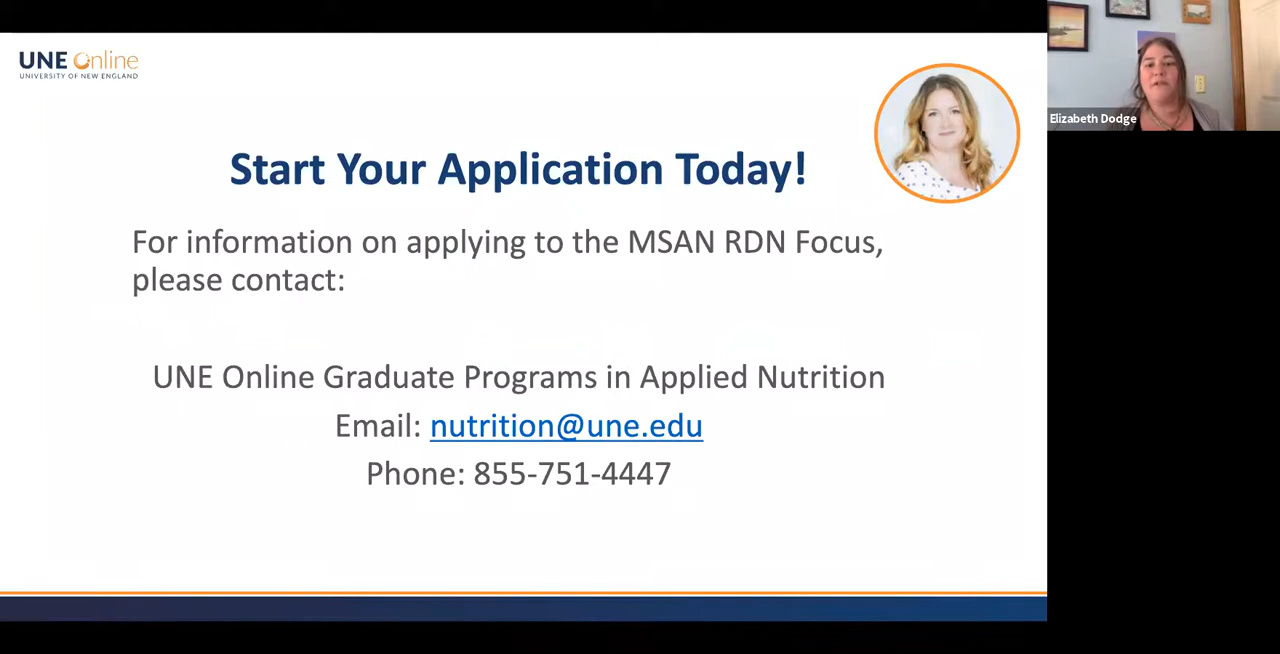 UNE Online
UNIVERSITY OF NEW ENGLAND
Elizabeth Dodge
Start Your Application Today!
For information on applying to the MSAN RDN Focus,
please contact:
UNE Online Graduate Programs in Applied Nutrition
Email: nutrition@une.edu
Phone: 855-751-4447